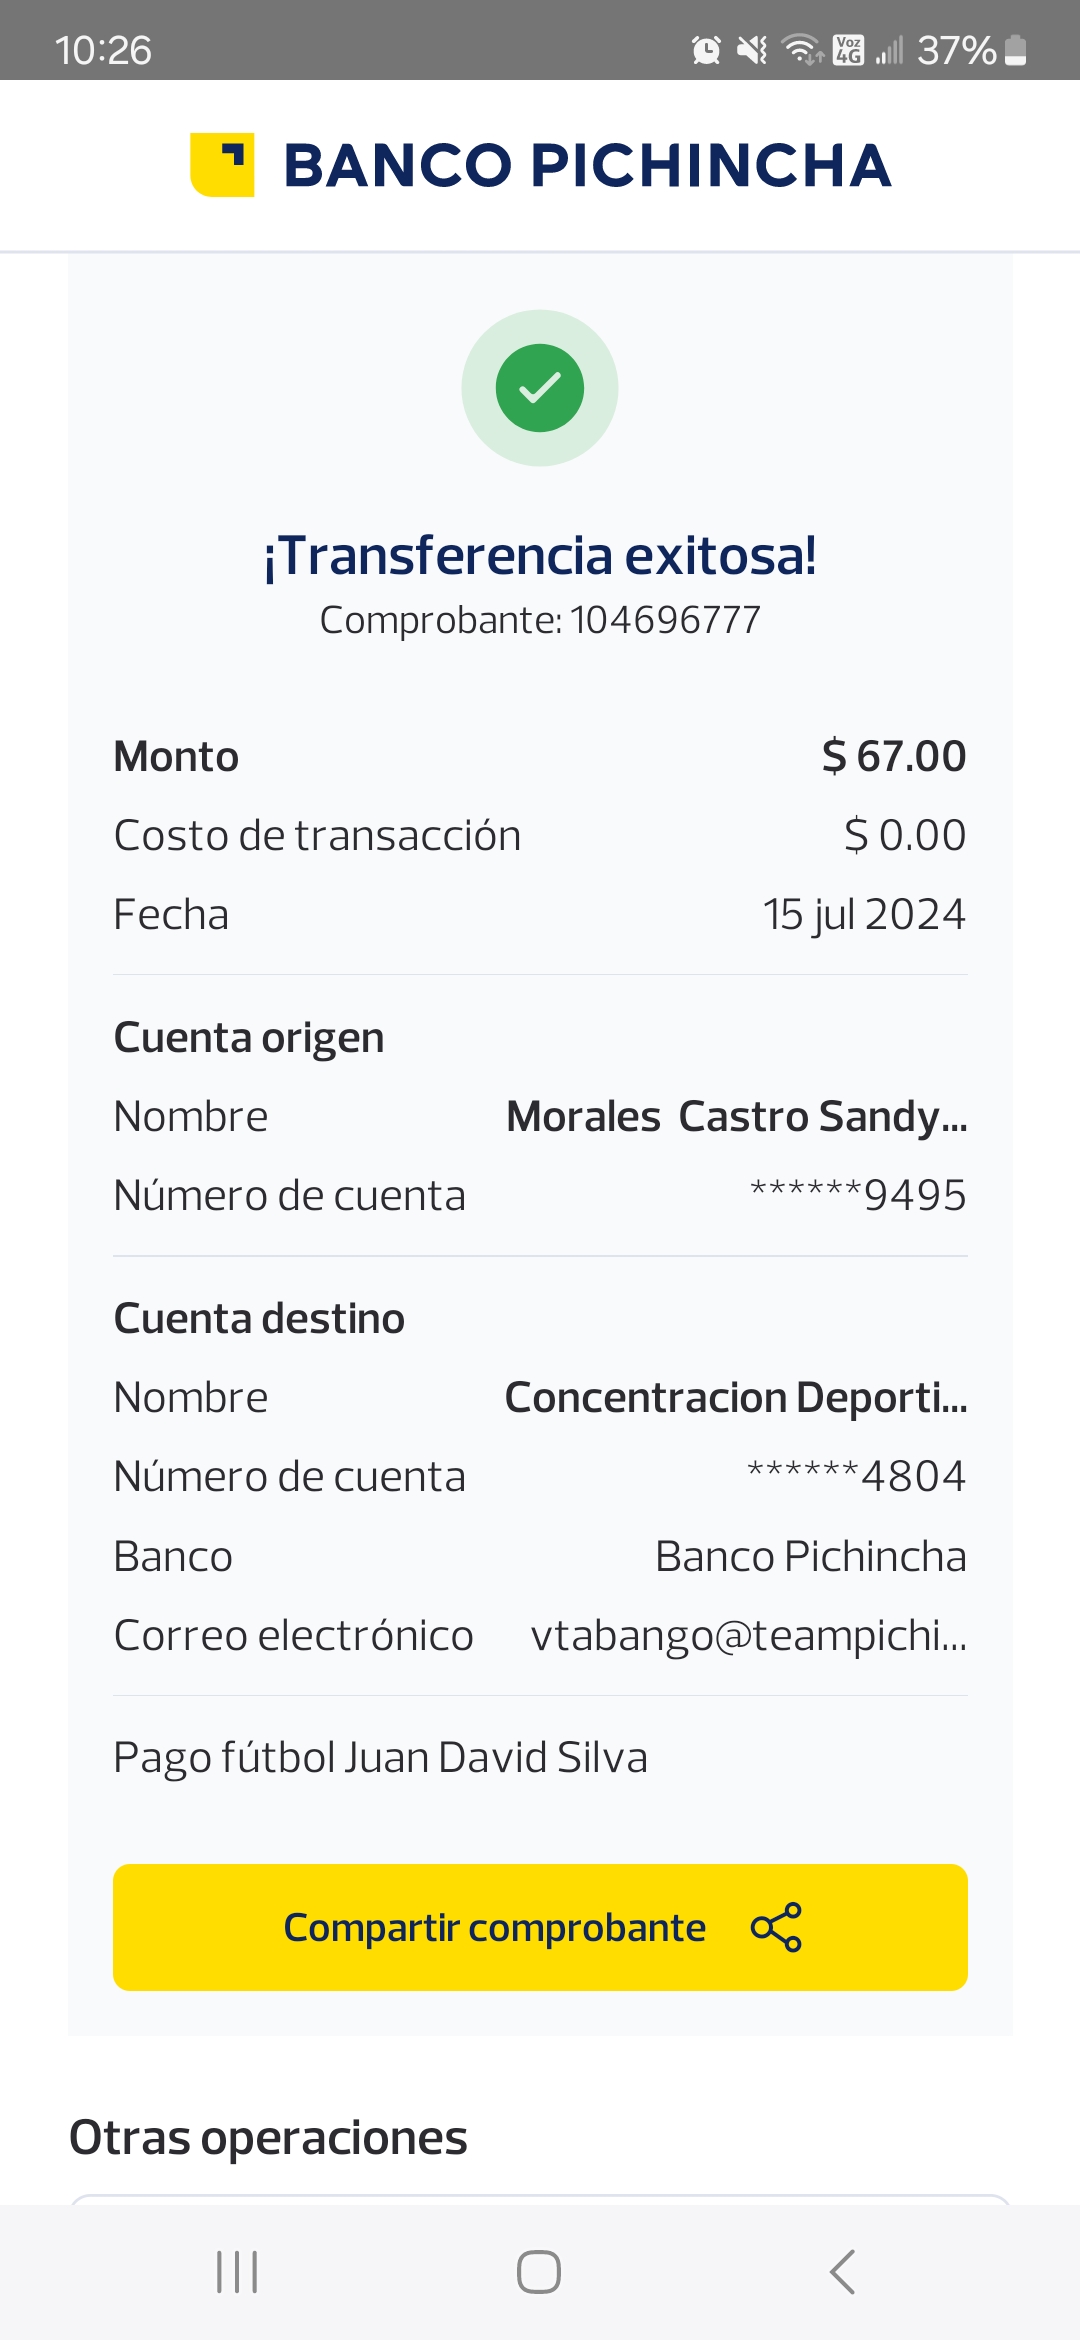 10:26
Voz 4G 37%
BANCO PICHINCHA
¡Transferencia exitosa!
Comprobante: 104696777
Monto $ 67.00
Costo de transacción $ 0.00
Fecha 15 jul 2024
Cuenta origen
Nombre Morales  Castro Sandy...
Número de cuenta ******9495
Cuenta destino
Nombre Concentracion Deporti...
Número de cuenta ******4804
Banco Banco Pichincha
Correo electrónico vtabango@teampichi...
Pago fútbol Juan David Silva
Compartir comprobante
Otras operaciones